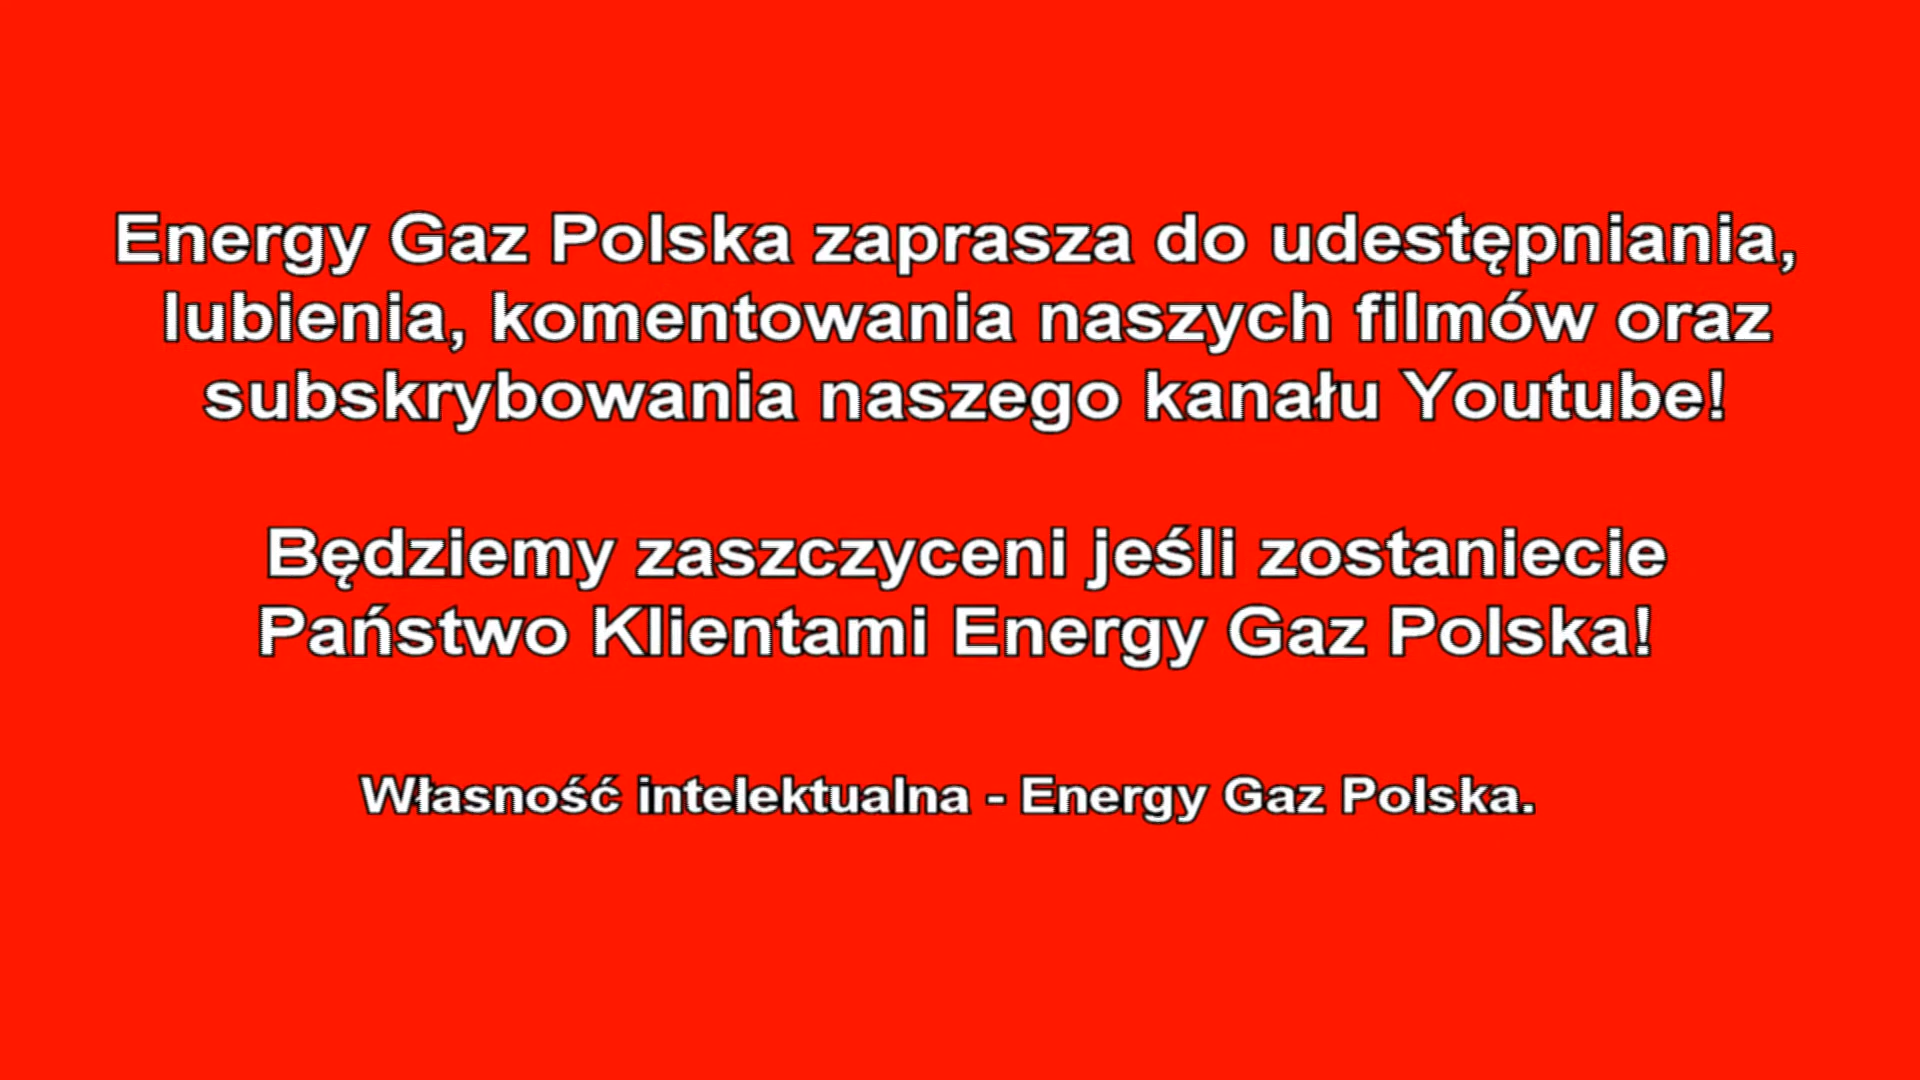 Energy Gaz Polska zaprasza do udestępniania,
lubienia, komentowania naszych filmów oraz
subskrybowania naszego kanału Youtube!
Będziemy zaszczyceni jeśli zostaniecie
Państwo Klientami Energy Gaz Polska!
Własność intelektualna - Energy Gaz Polska.